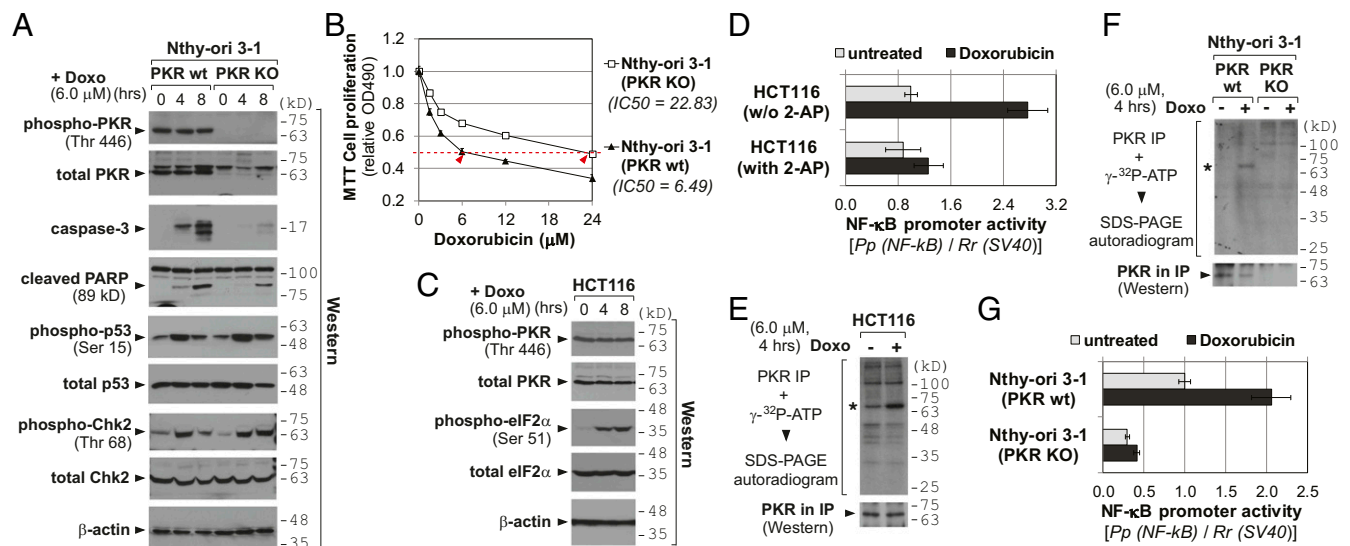 A
Nthy-ori 3-1
+ Doxo PKR wt PKR KO
(6.0 μM) (hrs) 0 4 8 0 4 8 (kD)
phospho-PKR
(Thr 446)
-75
-63
total PKR
-75
-63
caspase-3
-17
cleaved PARP
(89 kD)
-100
-75
phospho-p53
(Ser 15)
-63
-48
total p53
-63
-48
phospho-Chk2
(Thr 68)
-75
-63
total Chk2
-75
-63
β-actin
-48
-35
Western
B
MTT Cell proliferation
(relative OD490)
1.2
1.0
0.8
0.6
0.4
0.2
0 6 12 18 24
Doxorubicin (μM)
Nthy-ori 3-1
(PKR KO)
(IC50 = 22.83)
Nthy-ori 3-1
(PKR wt)
(IC50 = 6.49)
C
+ Doxo HCT116
(6.0 μM) (hrs) 0 4 8 (kD)
phospho-PKR
(Thr 446)
-75
-63
total PKR
-75
-63
phospho-eIF2α
(Ser 51)
-48
-35
total eIF2α
-48
-35
β-actin
-48
-35
Western
D
untreated Doxorubicin
HCT116
(w/o 2-AP)
HCT116
(with 2-AP)
0.0 0.6 1.2 1.8 2.4 3.2
NF-κB promoter activity
[Pp (NF-kB) / Rr (SV40)]
E
(6.0 μM,
4 hrs) Doxo
HCT116
- +
(kD)
PKR IP
+
γ-³²P-ATP
SDS-PAGE
autoradiogram
*
-100
-75
-63
-48
-35
-25
PKR in IP
(Western)
-75
-63
F
Nthy-ori 3-1
PKR wt PKR KO
(6.0 μM,
4 hrs) Doxo - + - +
(kD)
PKR IP
+
γ-³²P-ATP
SDS-PAGE
autoradiogram
*
-100
-75
-63
-48
-35
-25
PKR in IP
(Western)
-75
-63
G
untreated Doxorubicin
Nthy-ori 3-1
(PKR wt)
Nthy-ori 3-1
(PKR KO)
0.0 0.5 1.0 1.5 2.0 2.5
NF-κB promoter activity
[Pp (NF-kB) / Rr (SV40)]